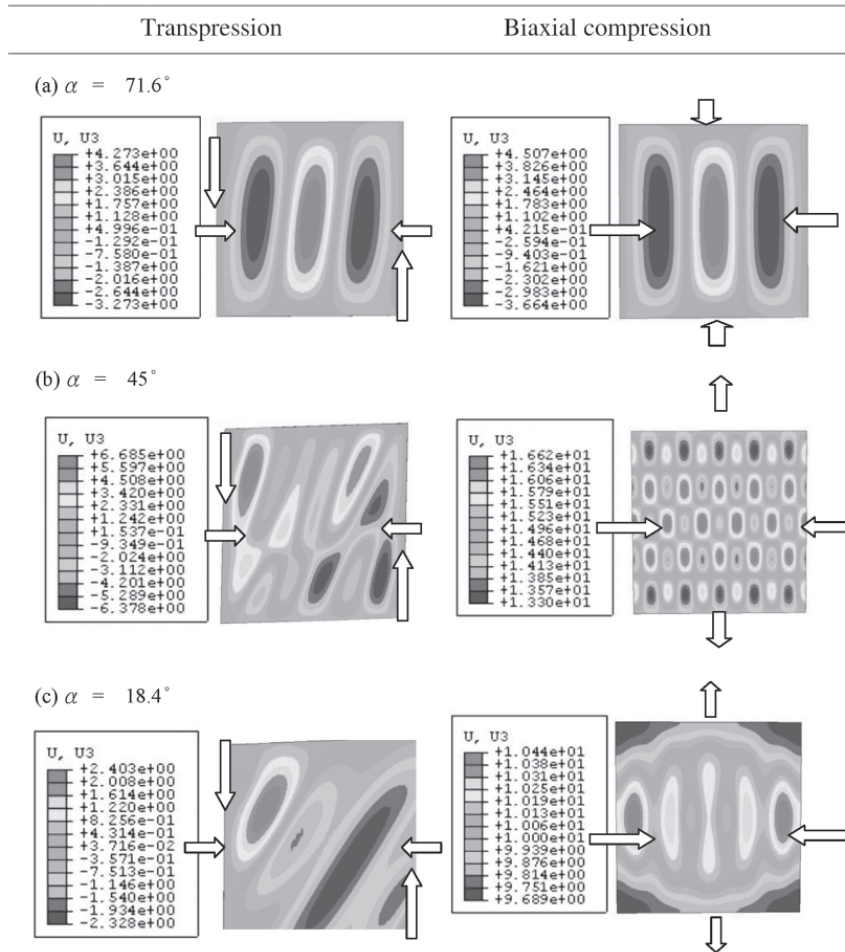 Transpression Biaxial compression
(a) α = 71.6°
U, U3
+4.273e+00
+3.644e+00
+3.015e+00
+2.386e+00
+1.757e+00
+1.128e+00
+4.996e-01
-1.292e-01
-7.580e-01
-1.387e+00
-2.016e+00
-2.644e+00
-3.273e+00
U, U3
+4.507e+00
+3.826e+00
+3.145e+00
+2.464e+00
+1.783e+00
+1.102e+00
+4.215e-01
-2.594e-01
-9.403e-01
-1.621e+00
-2.302e+00
-2.983e+00
-3.664e+00
(b) α = 45°
U, U3
+6.685e+00
+5.597e+00
+4.508e+00
+3.420e+00
+2.331e+00
+1.242e+00
+1.537e-01
-9.349e-01
-2.024e+00
-3.112e+00
-4.201e+00
-5.289e+00
-6.378e+00
U, U3
+1.662e+01
+1.634e+01
+1.606e+01
+1.579e+01
+1.551e+01
+1.523e+01
+1.496e+01
+1.468e+01
+1.440e+01
+1.413e+01
+1.385e+01
+1.357e+01
+1.330e+01
(c) α = 18.4°
U, U3
+2.403e+00
+2.008e+00
+1.614e+00
+1.220e+00
+8.256e-01
+4.314e-01
+3.716e-02
-3.571e-01
-7.513e-01
-1.146e+00
-1.540e+00
-1.934e+00
-2.328e+00
U, U3
+1.044e+01
+1.038e+01
+1.031e+01
+1.025e+01
+1.019e+01
+1.013e+01
+1.006e+01
+1.000e+01
+9.939e+00
+9.876e+00
+9.814e+00
+9.751e+00
+9.689e+00